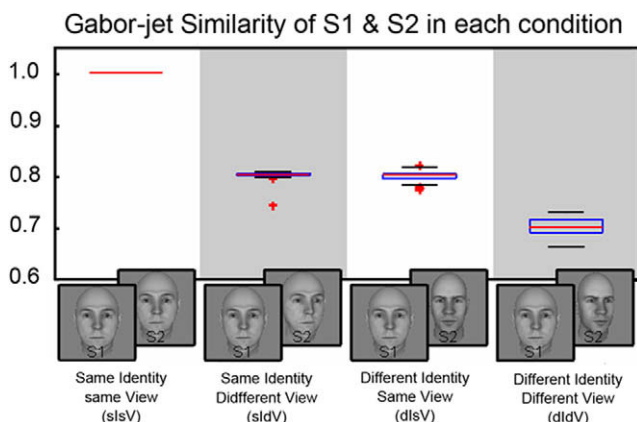 Gabor-jet Similarity of S1 & S2 in each condition
1.0
0.9
0.8
0.7
0.6
S1 S2 S1 S2 S1 S2 S1 S2
Same Identity
same View
(sIsV)
Same Identity
Didfferent View
(sIdV)
Different Identity
Same View
(dIsV)
Different Identity
Different View
(dIdV)